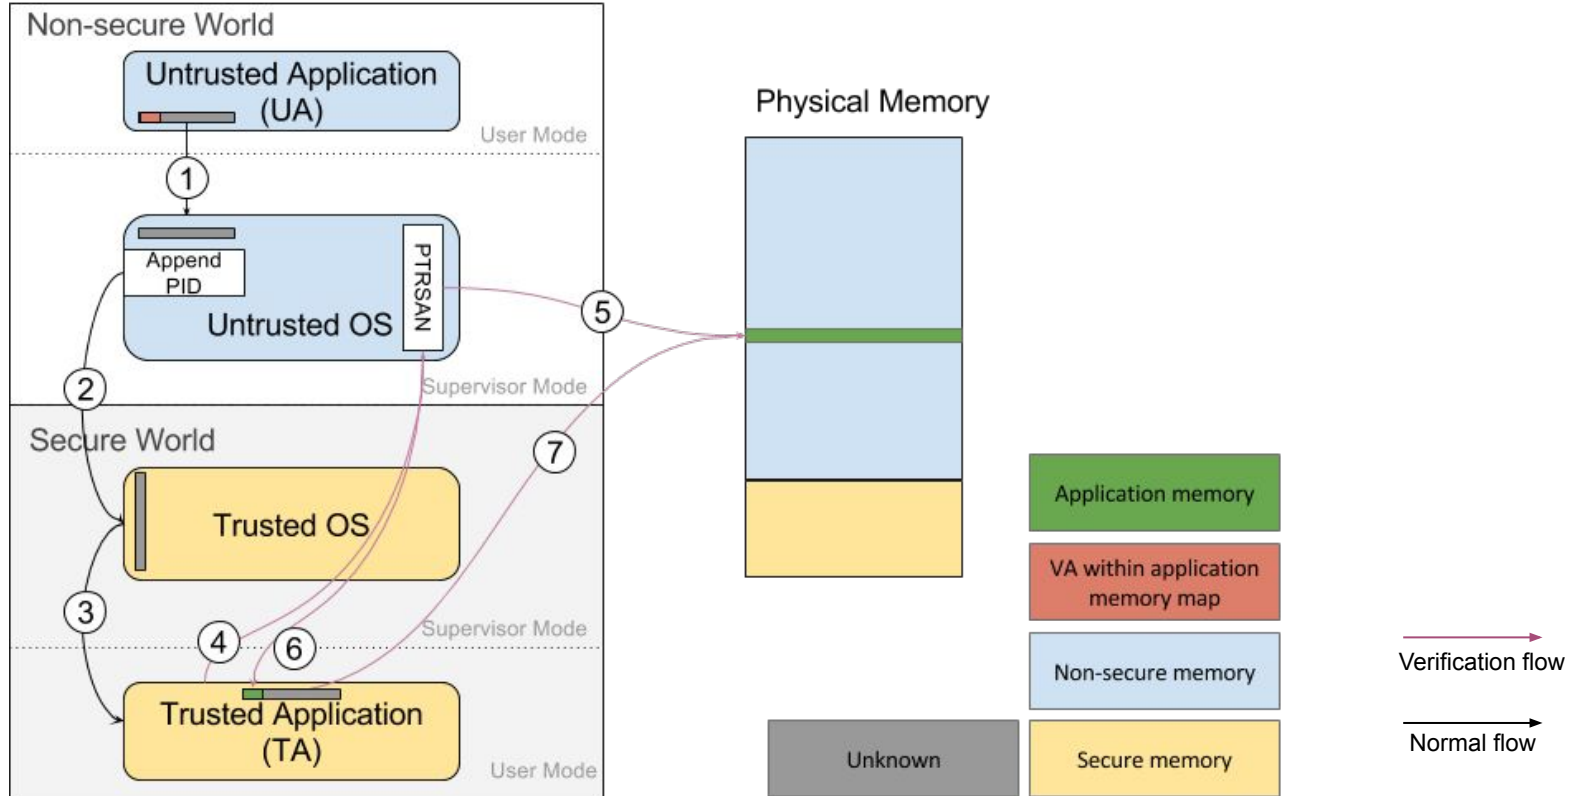 Non-secure World
Untrusted Application
(UA)
User Mode
1
Append
PID
PTRSAN
Untrusted OS
Supervisor Mode
2
5
Secure World
7
Trusted OS
3
4
6
Supervisor Mode
Trusted Application
(TA)
User Mode
Physical Memory
Application memory
VA within application
memory map
Non-secure memory
Unknown
Secure memory
Verification flow
Normal flow